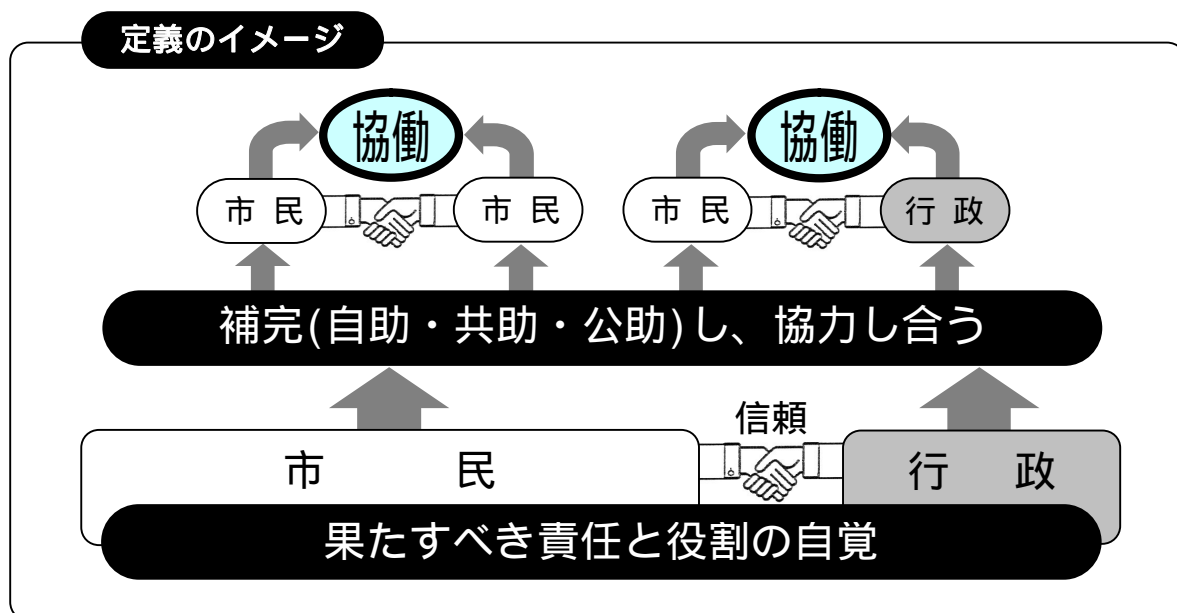 定義のイメージ
協働
協働
市民
市民
市民
行政
補完(自助・共助・公助)し、協力し合う
信頼
市民
行政
果たすべき責任と役割の自覚